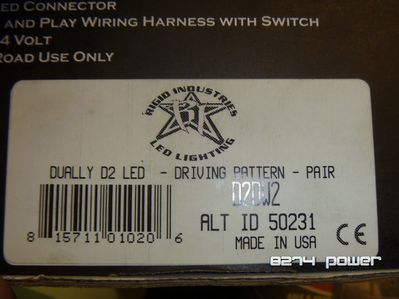 ED CONNECTOR
AND PLAY WIRING HARNESS WITH SWITCH
4 VOLT
ROAD USE ONLY
RIGID INDUSTRIES
LED LIGHTING
DUALLY D2 LED - DRIVING PATTERN - PAIR
D2DW2
ALT ID 50231
8 15711 01020 6
MADE IN USA CE
8274 power